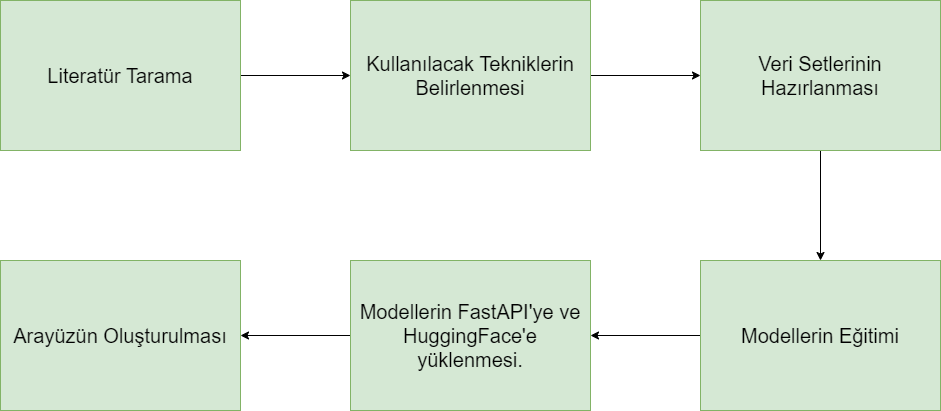 Literatür Tarama
Kullanılacak Tekniklerin
Belirlenmesi
Veri Setlerinin
Hazırlanması
Modellerin Eğitimi
Modellerin FastAPI'ye ve
HuggingFace'e
yüklenmesi.
Arayüzün Oluşturulması